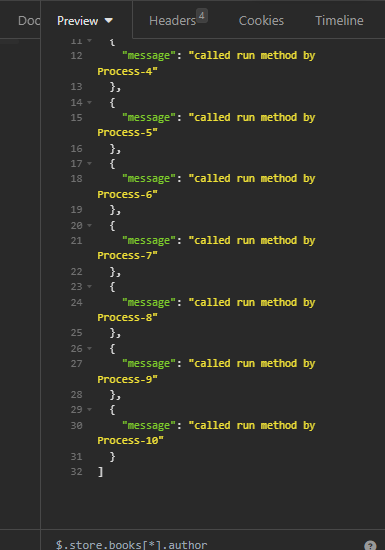 Doc Preview Headers 4 Cookies Timeline
11 {
12 "message": "called run method by
Process-4"
13 },
14 {
15 "message": "called run method by
Process-5"
16 },
17 {
18 "message": "called run method by
Process-6"
19 },
20 {
21 "message": "called run method by
Process-7"
22 },
23 {
24 "message": "called run method by
Process-8"
25 },
26 {
27 "message": "called run method by
Process-9"
28 },
29 {
30 "message": "called run method by
Process-10"
31 }
32 ]
$.store.books[*].author ?